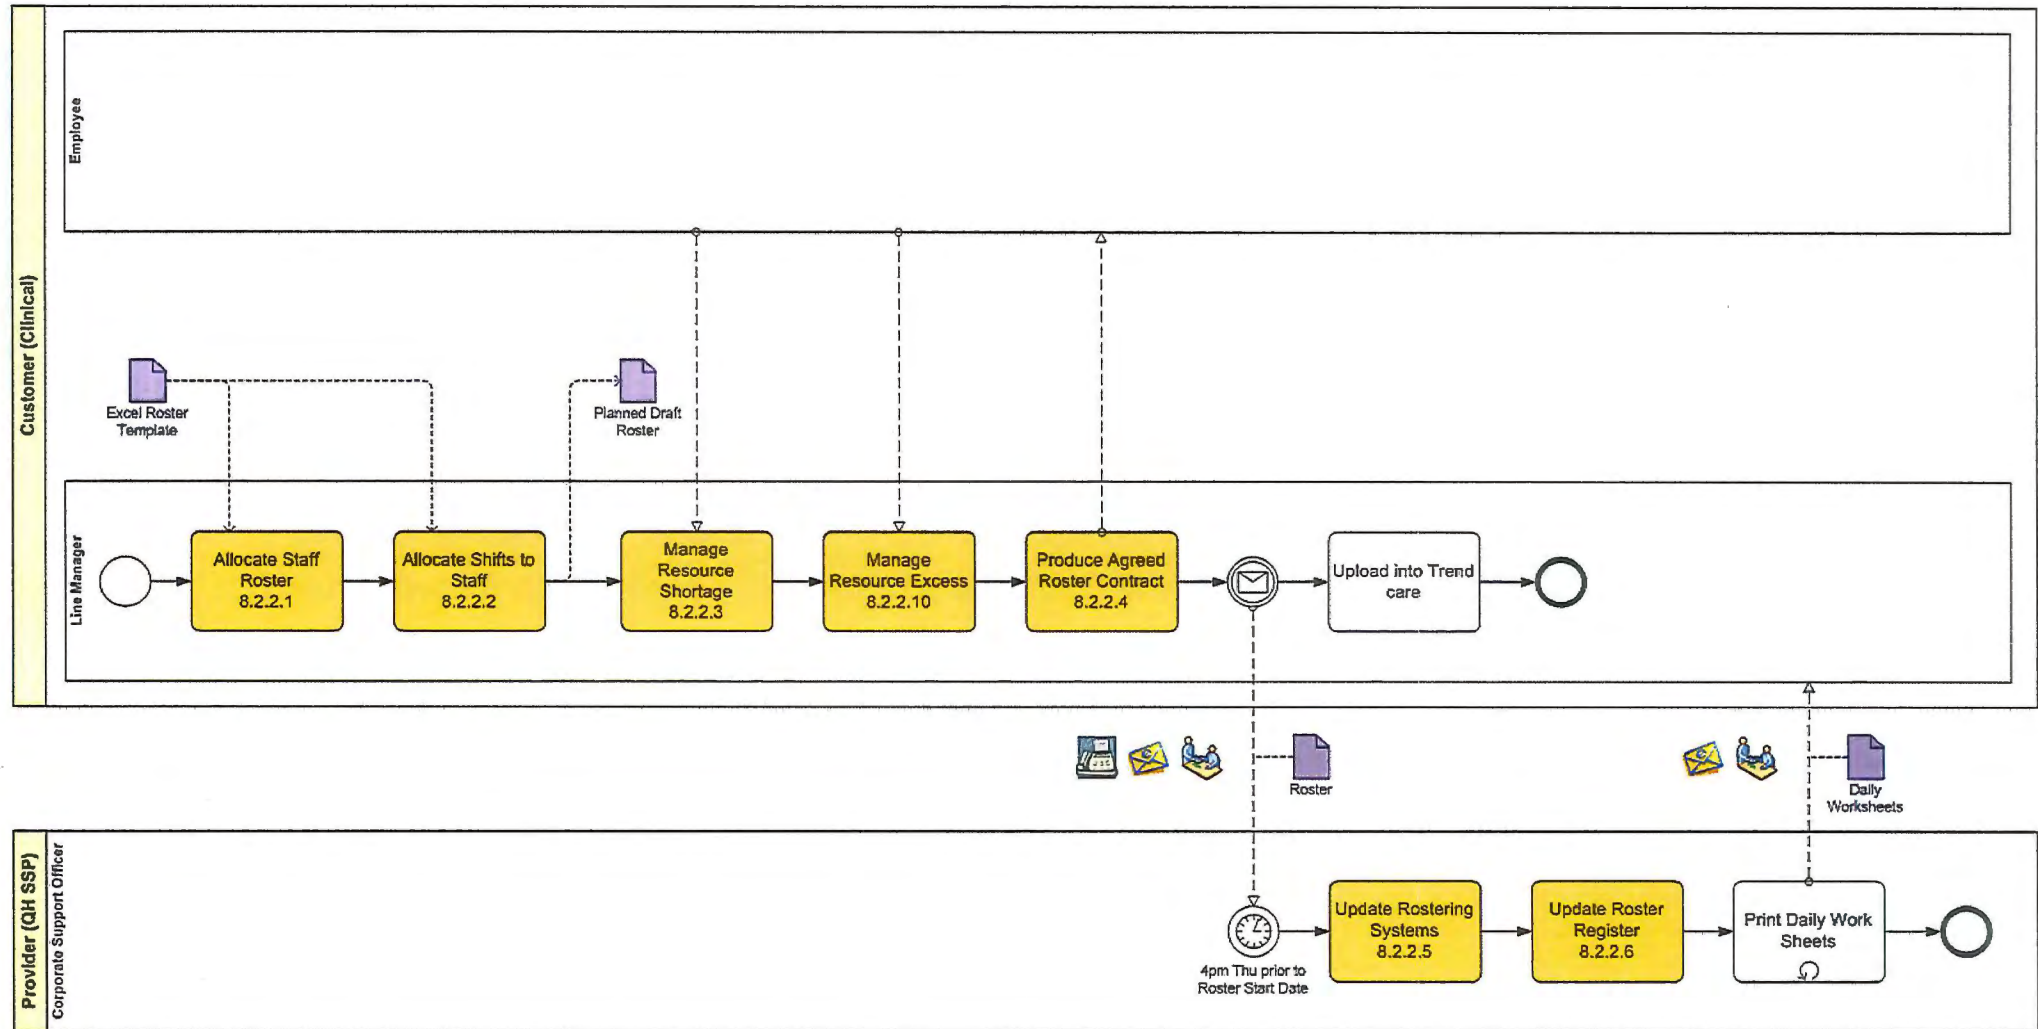 Customer (Clinical)
Employee
Excel Roster
Template
Planned Draft
Roster
Line Manager
Allocate Staff
Roster
8.2.2.1
Allocate Shifts to
Staff
8.2.2.2
Manage
Resource
Shortage
8.2.2.3
Manage
Resource Excess
8.2.2.10
Produce Agreed
Roster Contract
8.2.2.4
Upload into Trend
care
Roster
Daily
Worksheets
Provider (QH SSP)
Corporate Support Officer
4pm Thu prior to
Roster Start Date
Update Rostering
Systems
8.2.2.5
Update Roster
Register
8.2.2.6
Print Daily Work
Sheets